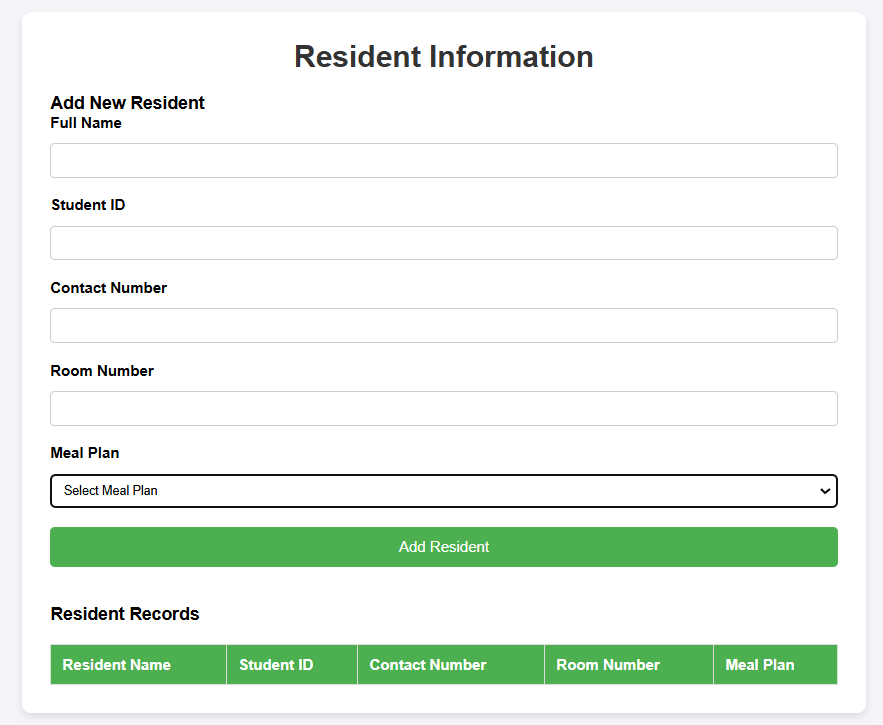 Resident Information
Add New Resident
Full Name
Student ID
Contact Number
Room Number
Meal Plan
Select Meal Plan
Add Resident
Resident Records
Resident Name Student ID Contact Number Room Number Meal Plan